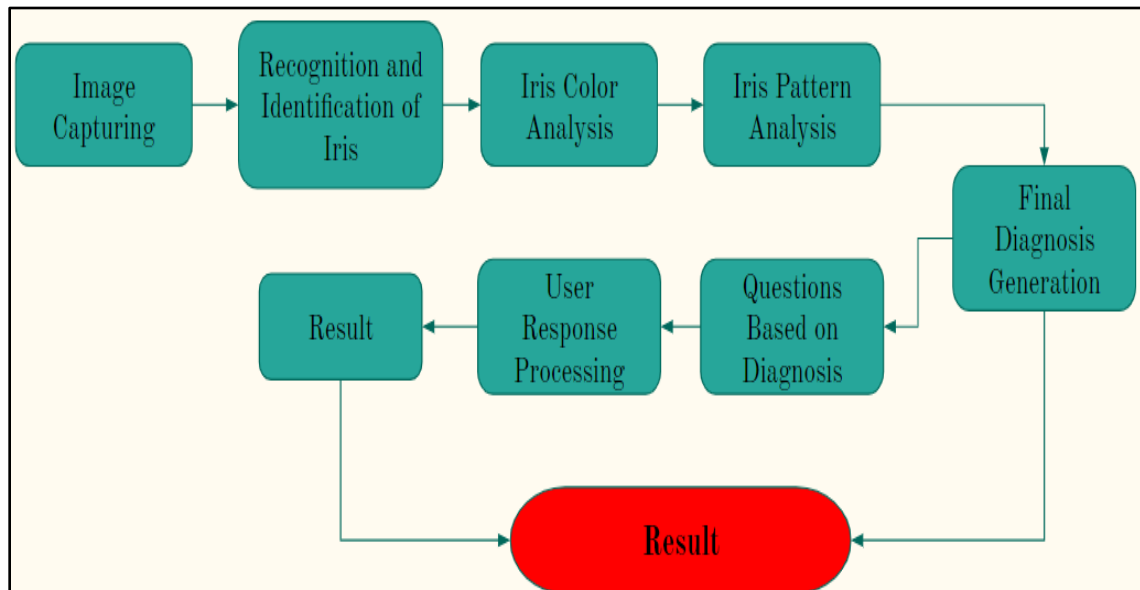 Image
Capturing
Recognition and
Identification of
Iris
Iris Color
Analysis
Iris Pattern
Analysis
Final
Diagnosis
Generation
Questions
Based on
Diagnosis
User
Response
Processing
Result
Result